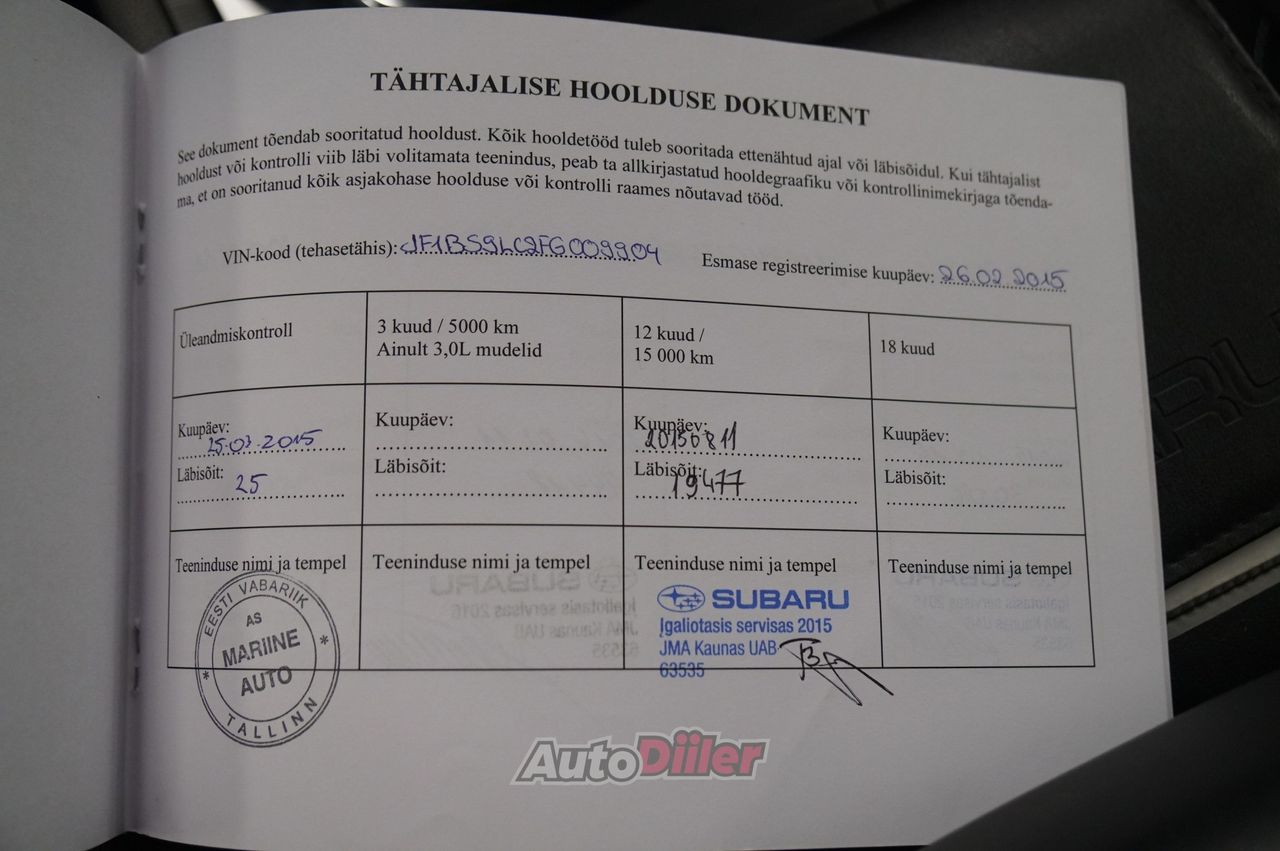 TÄHTAJALISE HOOLDUSE DOKUMENT
See dokument tõendab sooritatud hooldust. Kõik hooldetööd tuleb sooritada ettenähtud ajal või läbisõidul. Kui tähtajalist
hooldust või kontrolli viib läbi volitamata teenindus, peab ta allkirjastatud hooldegraafiku või kontrollinimekirjaga tõenda-
ma, et on sooritanud kõik asjakohase hoolduse või kontrolli raames nõutavad tööd.
VIN-kood (tehasetähis): JF1BS9LC2FG009904
Esmase registreerimise kuupäev: 26.02.2015
Üleandmiskontroll
3 kuud / 5000 km
Ainult 3,0L mudelid
12 kuud /
15 000 km
18 kuud
Kuupäev:
25.03.2015
Läbisõit: 25
Kuupäev:
Läbisõit:
Kuupäev:
20150811
Läbisõit:
19477
Kuupäev:
Läbisõit:
Teeninduse nimi ja tempel
EESTI VABARIIK
AS
MARIINE
AUTO
* TALLINN *
Teeninduse nimi ja tempel
Teeninduse nimi ja tempel
SUBARU
Įgaliotasis servisas 2015
JMA Kaunas UAB
63535
Teeninduse nimi ja tempel
AutoDiiler